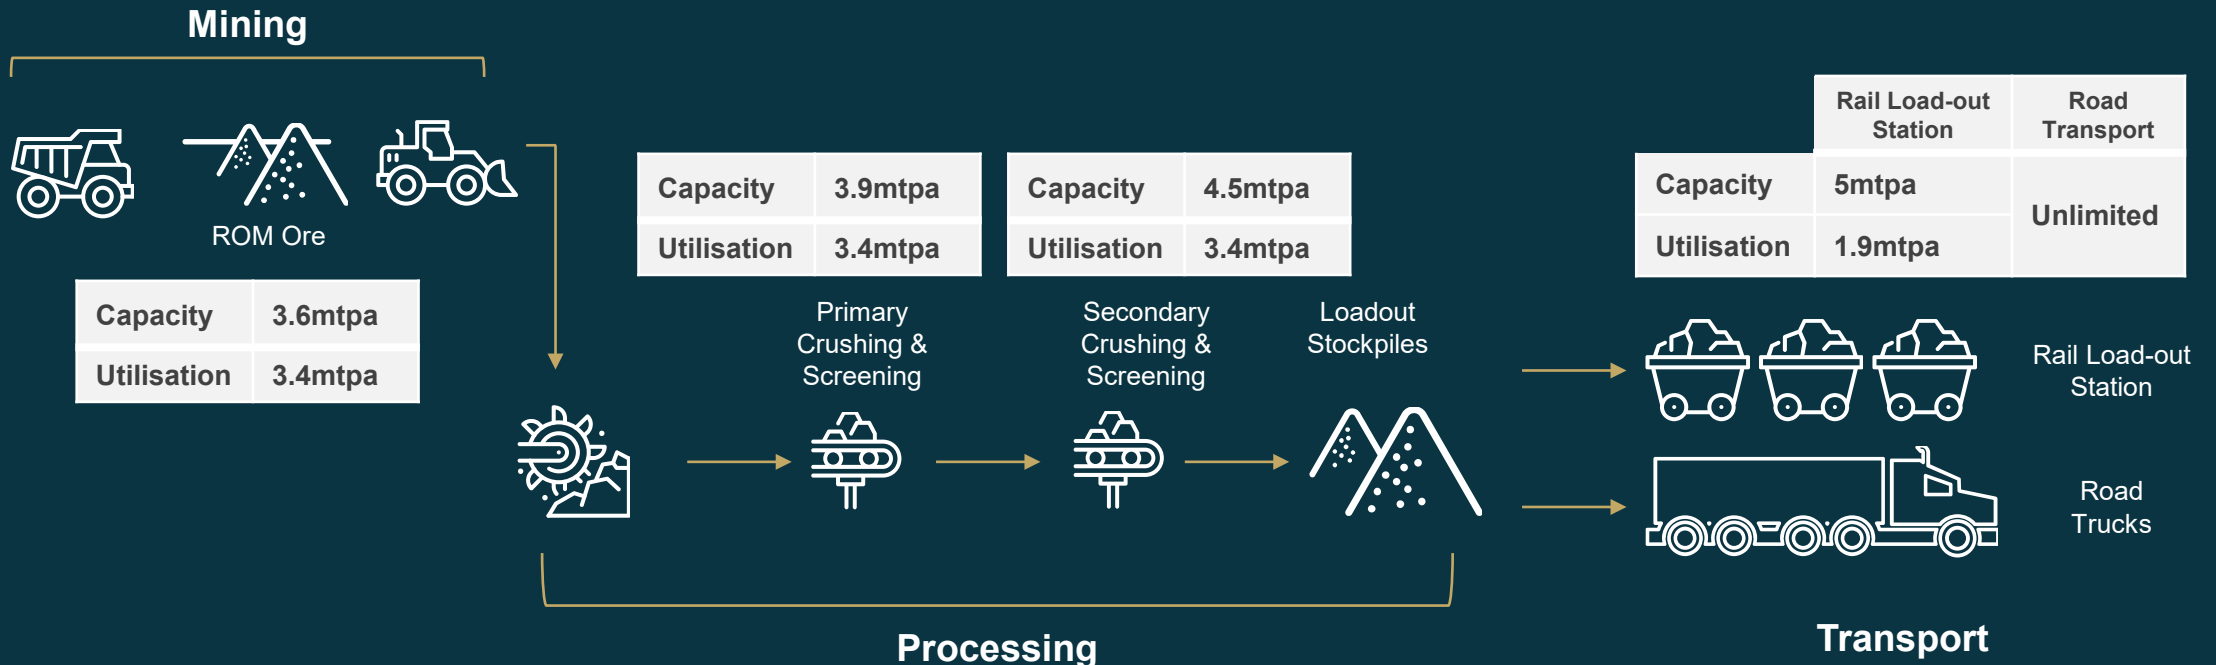 Mining
ROM Ore
Capacity 3.6mtpa
Utilisation 3.4mtpa
Capacity 3.9mtpa
Utilisation 3.4mtpa
Primary
Crushing &
Screening
Capacity 4.5mtpa
Utilisation 3.4mtpa
Secondary
Crushing &
Screening
Loadout
Stockpiles
Processing
Rail Load-out
Station
Road
Transport
Capacity 5mtpa
Unlimited
Utilisation 1.9mtpa
Rail Load-out
Station
Road
Trucks
Transport